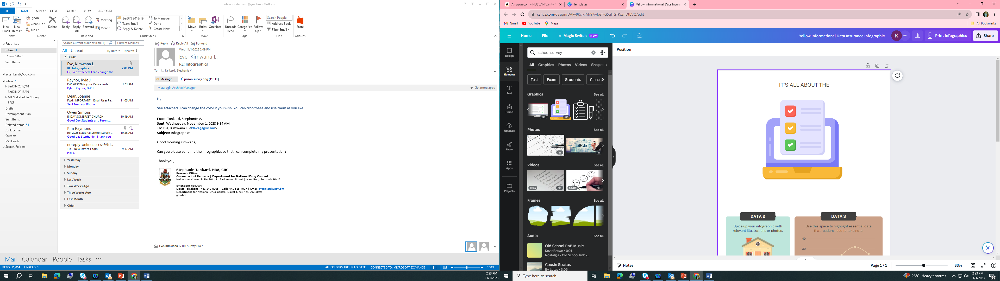 Inbox - svtankard@gov.bm - Outlook
FILE HOME SEND / RECEIVE FOLDER VIEW ACROBAT
New Email
New Items
Ignore
Clean Up
Junk
Delete
Reply
Reply All
Forward
Meeting
More
BerDIN 2018/19
Team Email
Reply & Delete
To Manager
Done
Create New
Move
Rules
OneNote
Unread/ Read
Categorize
Follow Up
Search People
Address Book
Filter Email
Store
New Delete Respond Quick Steps Move Tags Find Add-ins
Favorites
Inbox 1
Unread Mail
Sent Items
svtankard@gov.bm
Inbox 1
BerDIN 2017/18
BerDIN 2018/19
MT Stakeholder Survey
SPSS
Drafts
Development Plan
Sent Items
Deleted Items 51
Junk E-mail
Outbox
RSS Feeds
Search Folders
Search Current Mailbox (Ctrl+E) Current Mailbox
All Unread By Date Newest
Today
Eve, Kimwana L.
RE: Infographics 2:09 PM
Hi, See attached. I can change the
Raynor, Kyla J.
FW: 623879 is your Canva code 1:51 PM
Kyla J. Raynor, DrPH
Dean, Joanne
Fwd: IMPORTANT - Email User Pa... 11:05 AM
Sent from my iPhone
Owen Simons
BI DAY SOMERSET CHURCH 10:49 AM
Good Day Students and Parents,
Kim Raymond
Re: 2023 National School Survey-... 10:26 AM
Good day Stephanie, Thank you
noreply-onlineaccess@td...
TD – New Device Login 9:37 AM
Hello,
Yesterday
Monday
Sunday
Last Week
Two Weeks Ago
Three Weeks Ago
Last Month
Older
Reply Reply All Forward
Wed 11/1/2023 2:09 PM
Eve, Kimwana L.
RE: Infographics
To Tankard, Stephanie V.
Message prison survey.png (118 KB)
Metalogix Archive Manager + Get more apps
Hi,
See attached. I can change the color if you wish. You can crop these and use them as you like
From: Tankard, Stephanie V.
Sent: Wednesday, November 1, 2023 9:34 AM
To: Eve, Kimwana L. <kleve@gov.bm>
Subject: Infographics
Good morning Kimwana,
Can you please send me the infographics so that I can complete my presentation?
Thank you,
Stephanie Tankard, MBA, CRC
Research Officer
Government of Bermuda | Department for National Drug Control
Melbourne House, Suite 304 |11 Parliament Street | Hamilton, Bermuda HM12
Extension: 8880004
Direct Telephone: 441 246 8605 | Cell: 441 535 4037 | Email:svtankard@gov.bm
Department for National Drug Control Direct Line: 441 292 3049
gov.bm
Eve, Kimwana L. RE: Survey Flyer
Mail Calendar People Tasks ···
ITEMS: 11,014 UNREAD: 1 ALL FOLDERS ARE UP TO DATE. CONNECTED TO: MICROSOFT EXCHANGE 100%
2:23 PM
11/1/2023
Amazon.com - NUSVAN Vanity
Templates
Yellow Informational Data Insura
canva.com/design/DAFy8KcrxfM/9KwbeT-G5qHGTRxznDtBVQ/edit
Gmail YouTube Maps All Bookmarks
Home File Magic Switch NEW Yellow Informational Data Insurance Infographic K + Print Infographics Share
Design
Elements
Text
Brand
Uploads
Draw
Apps
Projects
school survey
All Graphics Photos Videos Shape
Test Exam Students Classr
Graphics See all
Photos See all
SURVEY
Videos See all
9.0s 13.0s
Frames See all
Audio See all
Old School RnB Music
KevinBrown • 0:21
Nostalgia • Old School Rnb •...
Cousin Stratus
By Lotus • 3:05
Position
IT'S ALL ABOUT THE
DATA 2
Spice up your infographic with
relevant illustrations or photos.
DATA 3
Use this space to highlight essential data
that readers need to take note.
40
30
Notes Page 1 / 1 83%
Type here to search
26°C Heavy t-storms
2:23 PM
11/1/2023
26